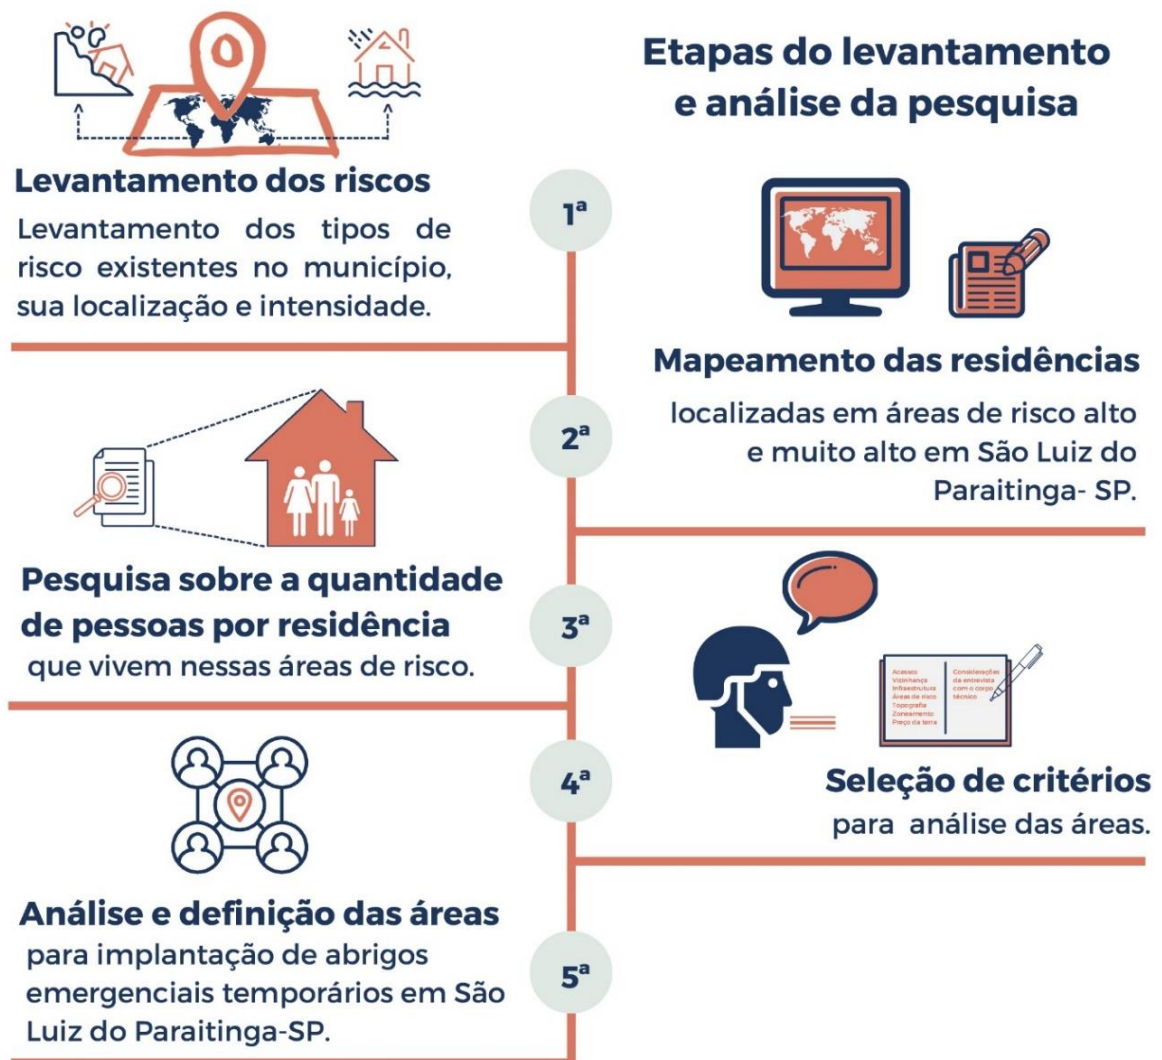 Etapas do levantamento
e análise da pesquisa
Levantamento dos riscos
Levantamento dos tipos de
risco existentes no município,
sua localização e intensidade.
1ª
Mapeamento das residências
localizadas em áreas de risco alto
e muito alto em São Luiz do
Paraitinga- SP.
2ª
Pesquisa sobre a quantidade
de pessoas por residência
que vivem nessas áreas de risco.
3ª
Acessos
Vizinhança
Infraestrutura
Áreas de risco
Topografia
Zoneamento
Preço da terra
Considerações
da entrevista
com o corpo
técnico
Seleção de critérios
para análise das áreas.
4ª
Análise e definição das áreas
para implantação de abrigos
emergenciais temporários em São
Luiz do Paraitinga-SP.
5ª